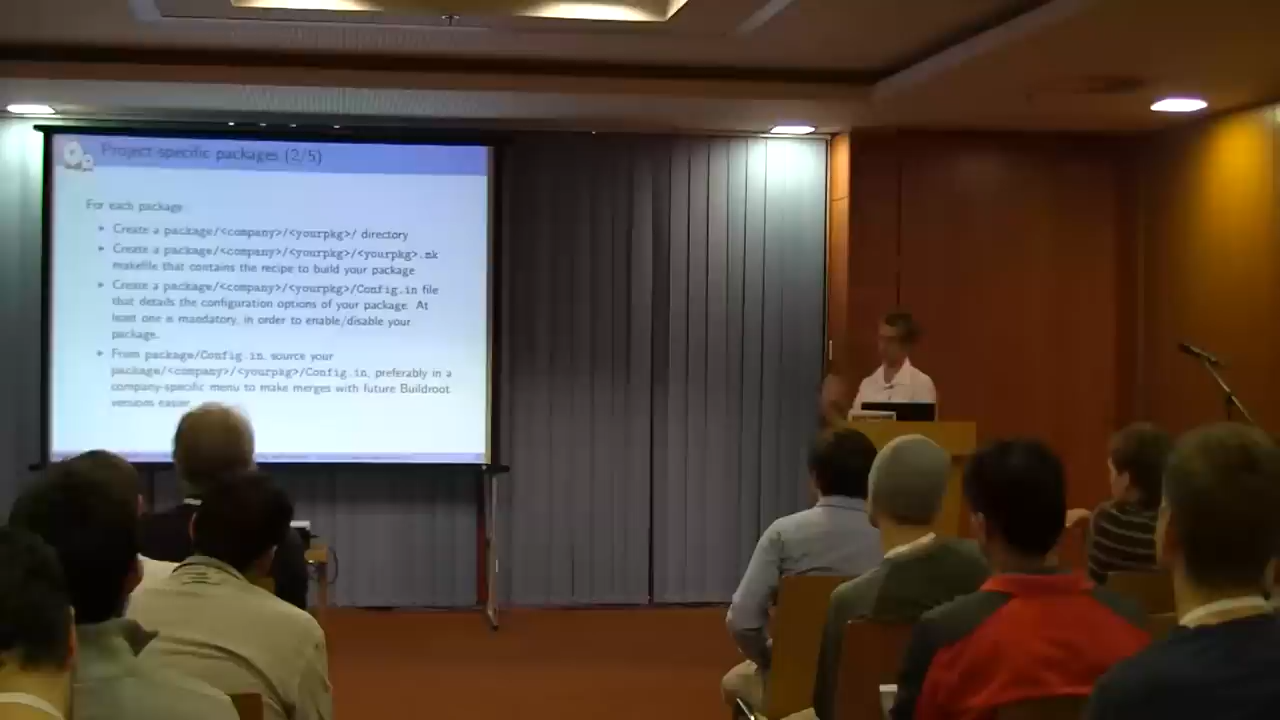 Project specific packages (2/5)
For each package:
Create a package/<company>/<yourpkg>/ directory
Create a package/<company>/<yourpkg>/<yourpkg>.mk
makefile that contains the recipe to build your package
Create a package/<company>/<yourpkg>/Config.in file
that details the configuration options of your package. At
least one is mandatory, in order to enable/disable your
package.
From package/Config.in, source your
package/<company>/<yourpkg>/Config.in, preferably in a
company-specific menu to make merges with future Buildroot
versions easier